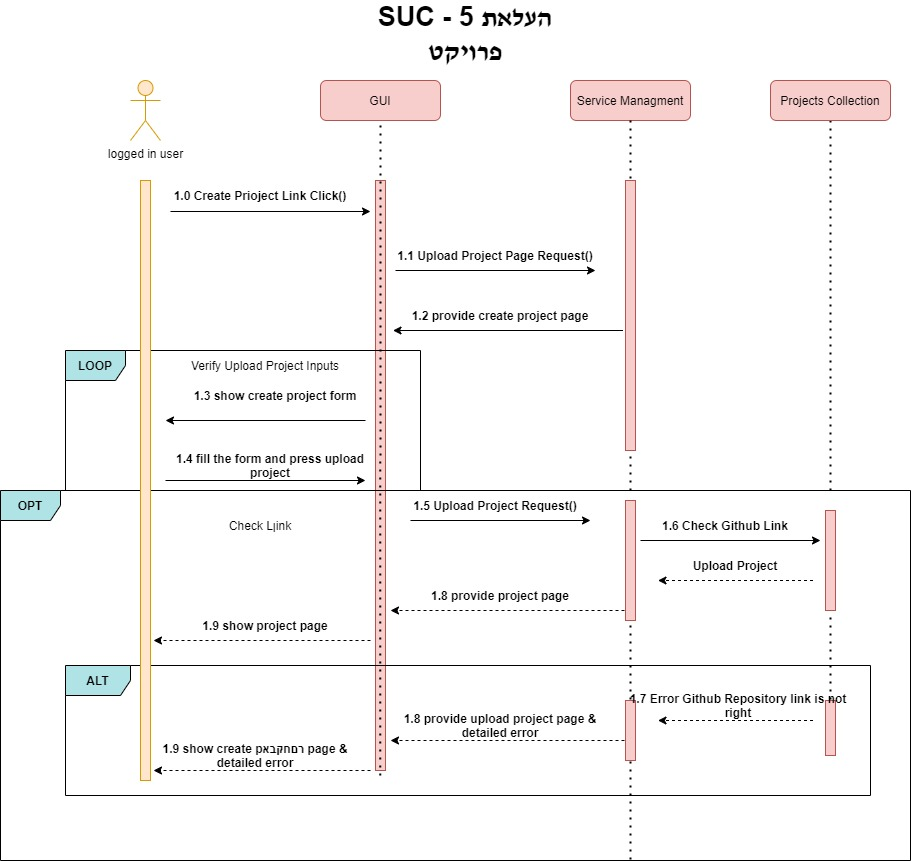 SUC - 5 העלאת
פרויקט
GUI
Service Managment
Projects Collection
logged in user
1.0 Create Prioject Link Click()
1.1 Upload Project Page Request()
1.2 provide create project page
LOOP
Verify Upload Project Inputs
1.3 show create project form
1.4 fill the form and press upload
project
OPT
1.5 Upload Project Request()
Check Link
1.6 Check Github Link
Upload Project
1.8 provide project page
1.9 show project page
ALT
1.7 Error Github Repository link is not
right
1.8 provide upload project page &
detailed error
1.9 show create רמחקבאפ page &
detailed error